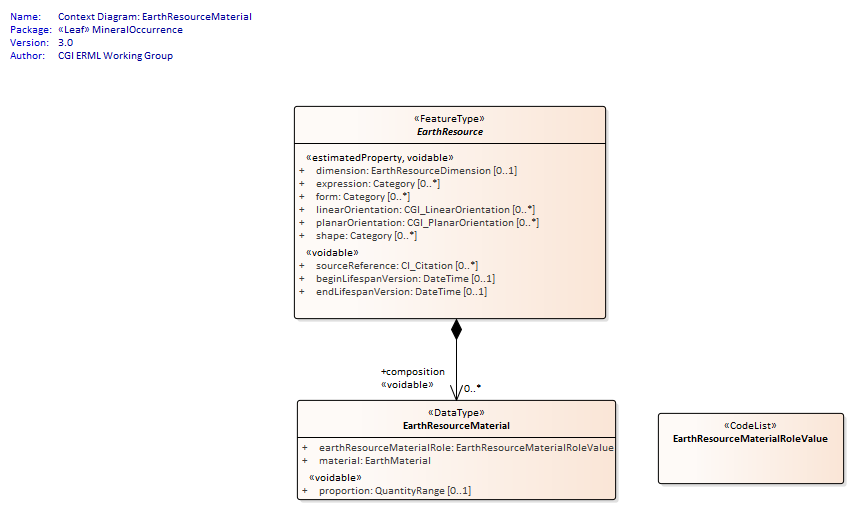 Name: Context Diagram: EarthResourceMaterial
Package: «Leaf» MineralOccurrence
Version: 3.0
Author: CGI ERML Working Group
«FeatureType»
EarthResource
«estimatedProperty, voidable»
+ dimension: EarthResourceDimension [0..1]
+ expression: Category [0..*]
+ form: Category [0..*]
+ linearOrientation: CGI_LinearOrientation [0..*]
+ planarOrientation: CGI_PlanarOrientation [0..*]
+ shape: Category [0..*]
«voidable»
+ sourceReference: CI_Citation [0..*]
+ beginLifespanVersion: DateTime [0..1]
+ endLifespanVersion: DateTime [0..1]
+composition
«voidable»
0..*
«DataType»
EarthResourceMaterial
+ earthResourceMaterialRole: EarthResourceMaterialRoleValue
+ material: EarthMaterial
«voidable»
+ proportion: QuantityRange [0..1]
«CodeList»
EarthResourceMaterialRoleValue